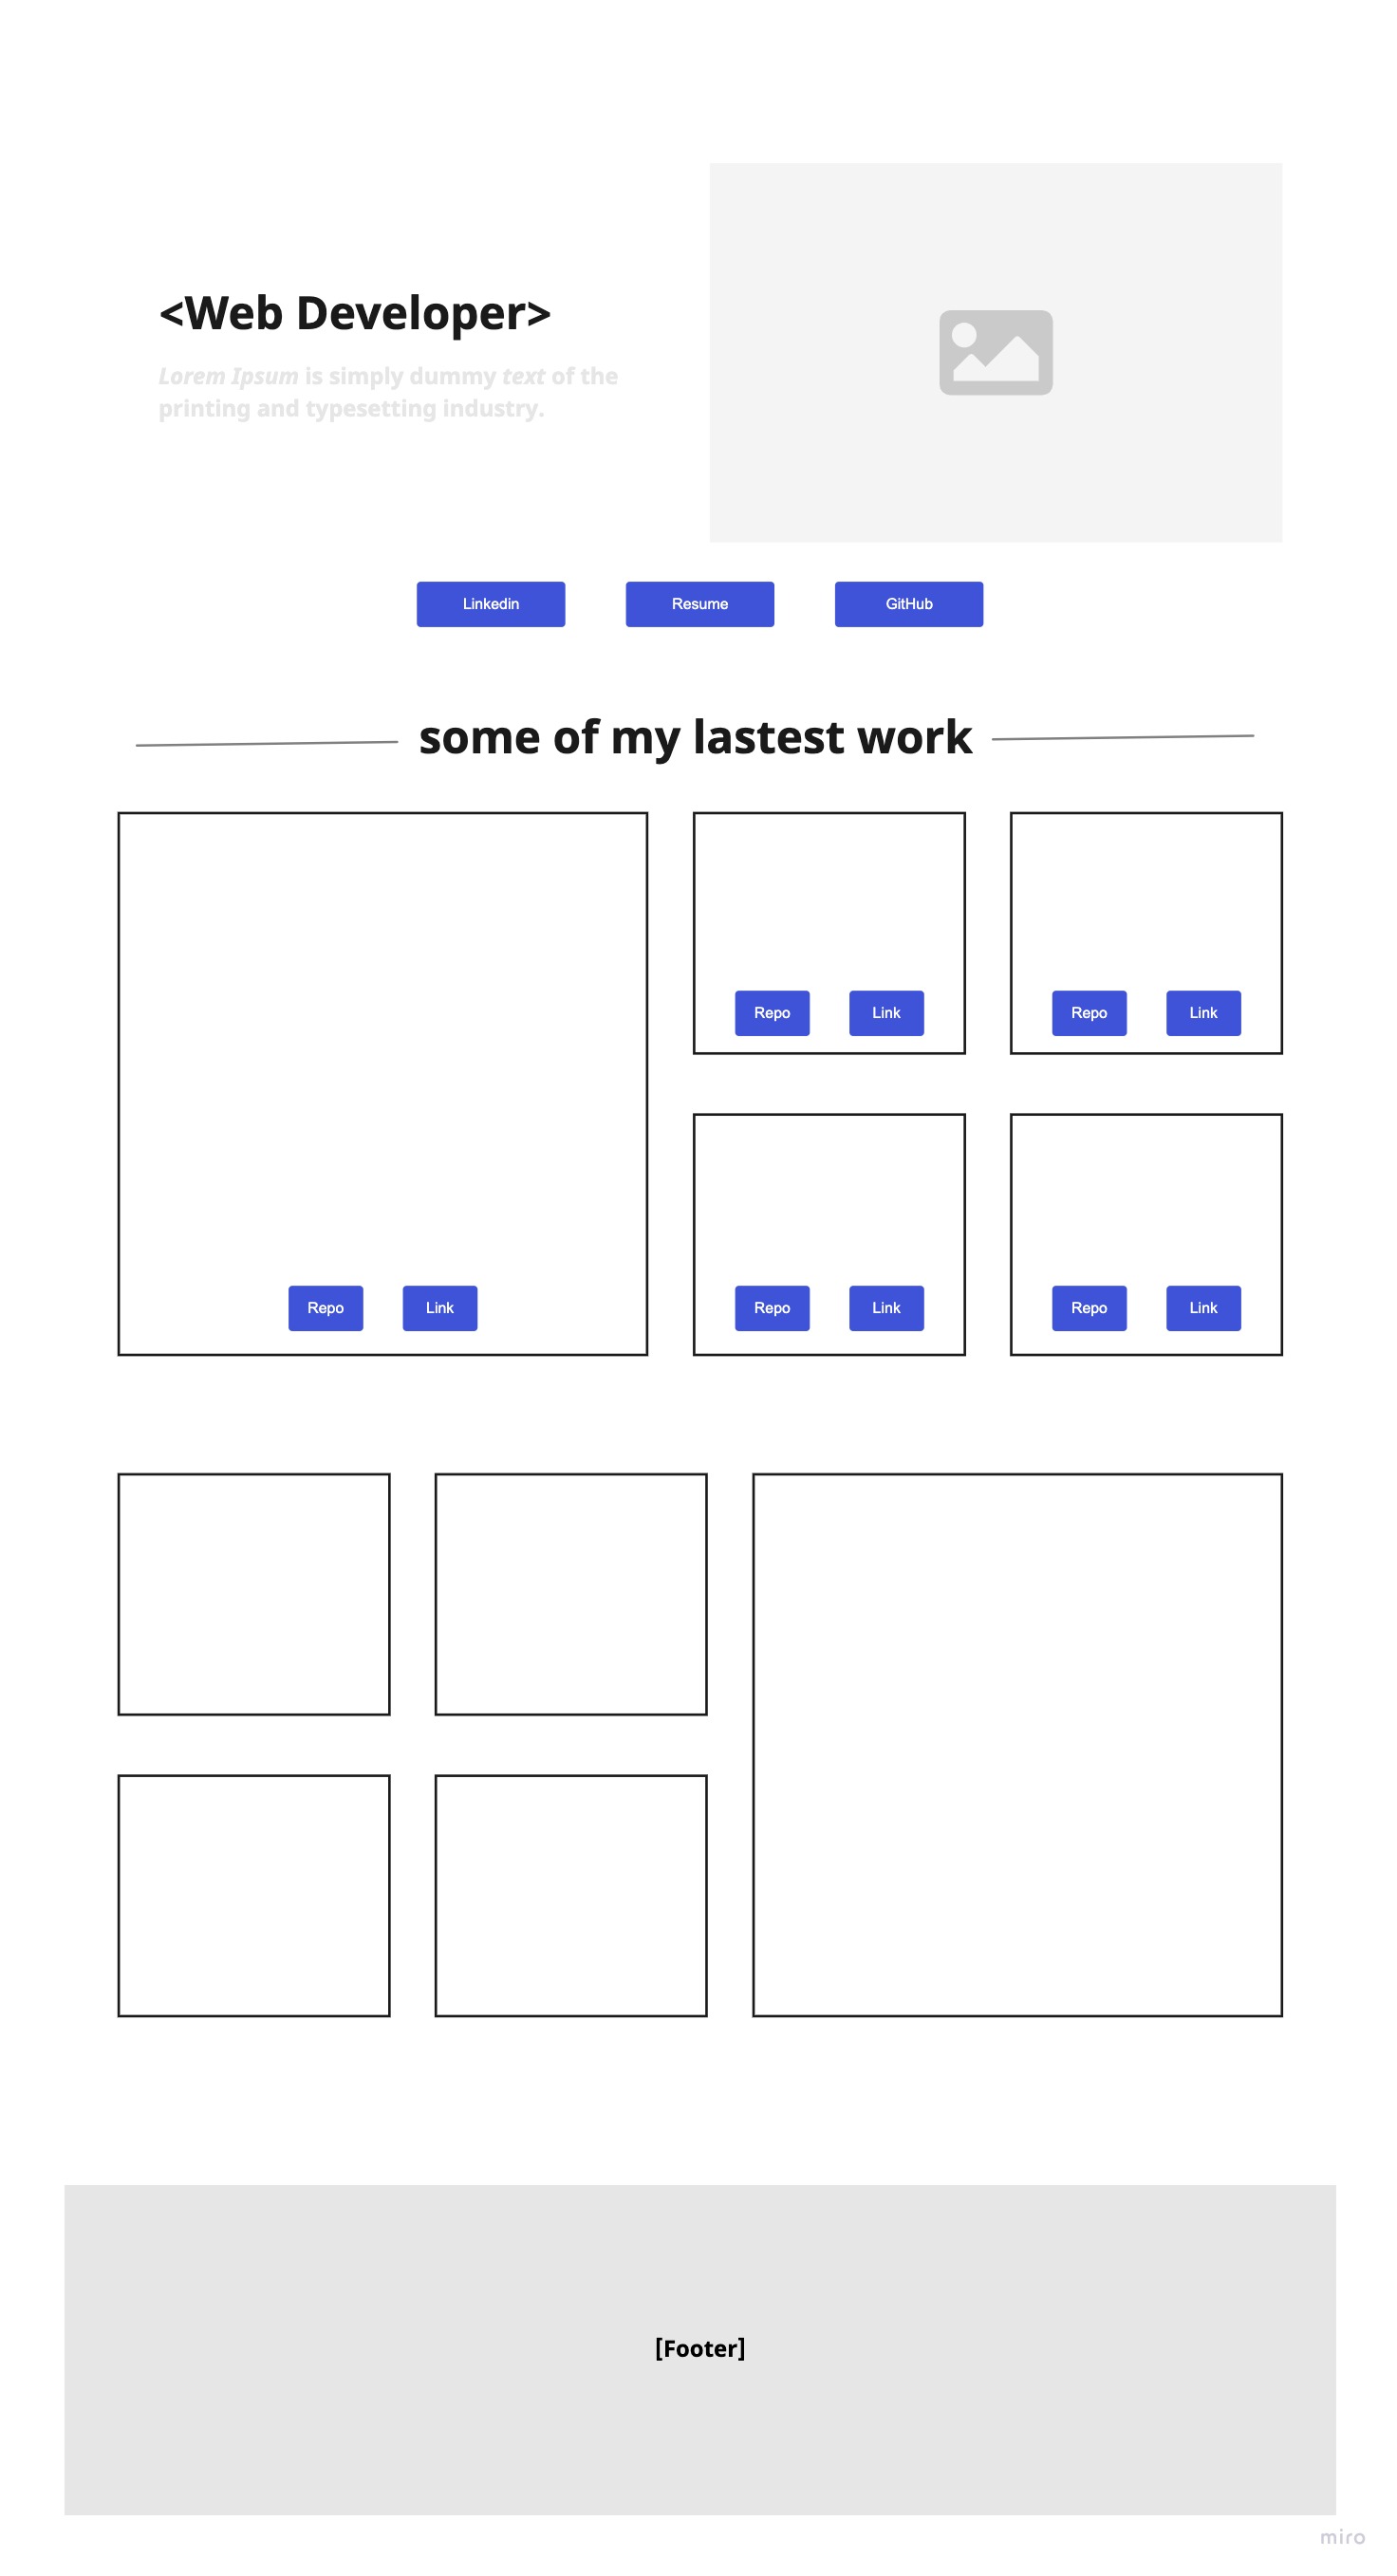 <Web Developer>
Lorem Ipsum is simply dummy text of the
printing and typesetting industry.
Linkedin
Resume
GitHub
some of my lastest work
Repo
Link
Repo
Link
Repo
Link
Repo
Link
Repo
Link
[Footer]
miro